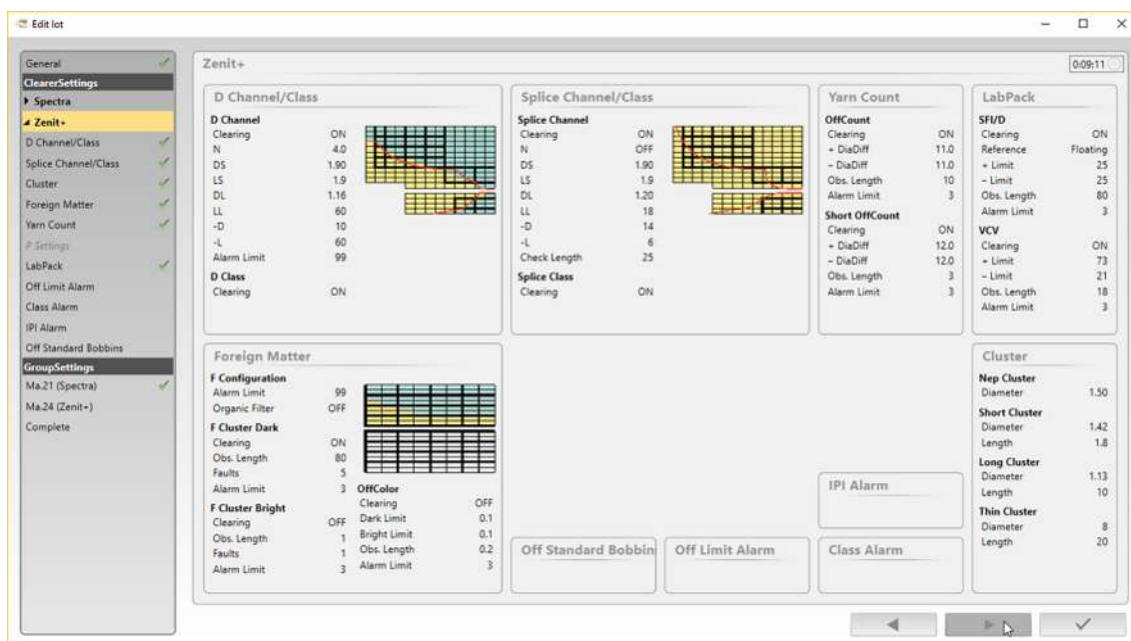 Edit lot
General
ClearerSettings
Spectra
Zenit+
D Channel/Class
Splice Channel/Class
Cluster
Foreign Matter
Yarn Count
P Settings
LabPack
Off Limit Alarm
Class Alarm
IPI Alarm
Off Standard Bobbins
GroupSettings
Ma.21 (Spectra)
Ma.24 (Zenit+)
Complete
Zenit+ 0:09:11
D Channel/Class
D Channel
Clearing ON
N 4.0
DS 1.90
LS 1.9
DL 1.16
LL 60
-D 10
-L 60
Alarm Limit 99
D Class
Clearing ON
Splice Channel/Class
Splice Channel
Clearing ON
N OFF
DS 1.90
LS 1.9
DL 1.20
LL 18
-D 14
-L 6
Check Length 25
Splice Class
Clearing ON
Yarn Count
OffCount
Clearing ON
+ DiaDiff 11.0
- DiaDiff 11.0
Obs. Length 10
Alarm Limit 3
Short OffCount
Clearing ON
+ DiaDiff 12.0
- DiaDiff 12.0
Obs. Length 3
Alarm Limit 3
LabPack
SFI/D
Clearing ON
Reference Floating
+ Limit 25
- Limit 25
Obs. Length 80
Alarm Limit 3
VCV
Clearing ON
+ Limit 73
- Limit 21
Obs. Length 18
Alarm Limit 3
Foreign Matter
F Configuration
Alarm Limit 99
Organic Filter OFF
F Cluster Dark
Clearing ON
Obs. Length 80
Faults 5
Alarm Limit 3
F Cluster Bright
Clearing OFF
Obs. Length 1
Faults 1
Alarm Limit 3
OffColor
Clearing OFF
Dark Limit 0.1
Bright Limit 0.1
Obs. Length 0.2
Alarm Limit 3
Off Standard Bobbin
Off Limit Alarm
IPI Alarm
Class Alarm
Cluster
Nep Cluster
Diameter 1.50
Short Cluster
Diameter 1.42
Length 1.8
Long Cluster
Diameter 1.13
Length 10
Thin Cluster
Diameter 8
Length 20